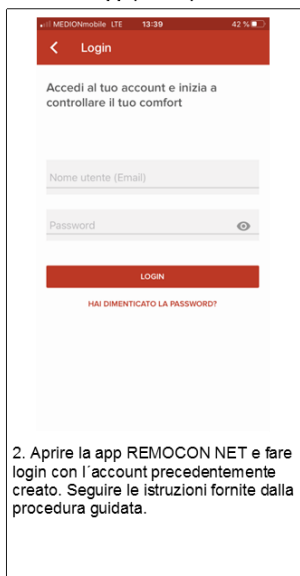 MEDIONmobile LTE 13:39 42 %
Login
Accedi al tuo account e inizia a
controllare il tuo comfort
Nome utente (Email)
Password
LOGIN
HAI DIMENTICATO LA PASSWORD?
2. Aprire la app REMOCON NET e fare
login con l´account precedentemente
creato. Seguire le istruzioni fornite dalla
procedura guidata.